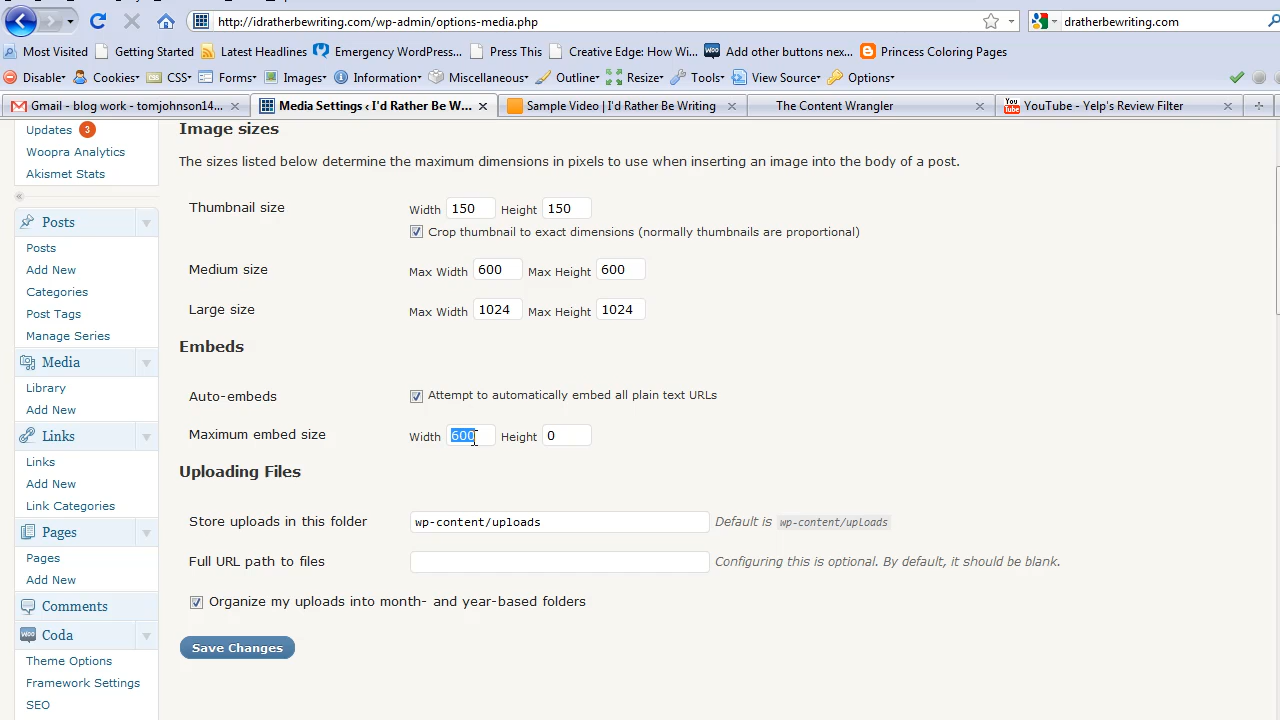 http://idratherbewriting.com/wp-admin/options-media.php
dratherbewriting.com
Most Visited Getting Started Latest Headlines Emergency WordPress... Press This Creative Edge: How Wi... Add other buttons nex... Princess Coloring Pages
Disable Cookies CSS Forms Images Information Miscellaneous Outline Resize Tools View Source Options
Gmail - blog work - tomjohnson14... Media Settings ‹ I'd Rather Be W... Sample Video | I'd Rather Be Writing The Content Wrangler YouTube - Yelp's Review Filter
Updates 3
Woopra Analytics
Akismet Stats
Posts
Posts
Add New
Categories
Post Tags
Manage Series
Media
Library
Add New
Links
Links
Add New
Link Categories
Pages
Pages
Add New
Comments
Coda
Theme Options
Framework Settings
SEO
Image sizes
The sizes listed below determine the maximum dimensions in pixels to use when inserting an image into the body of a post.
Thumbnail size Width 150 Height 150
Crop thumbnail to exact dimensions (normally thumbnails are proportional)
Medium size Max Width 600 Max Height 600
Large size Max Width 1024 Max Height 1024
Embeds
Auto-embeds Attempt to automatically embed all plain text URLs
Maximum embed size Width 600 Height 0
Uploading Files
Store uploads in this folder wp-content/uploads Default is wp-content/uploads
Full URL path to files Configuring this is optional. By default, it should be blank.
Organize my uploads into month- and year-based folders
Save Changes